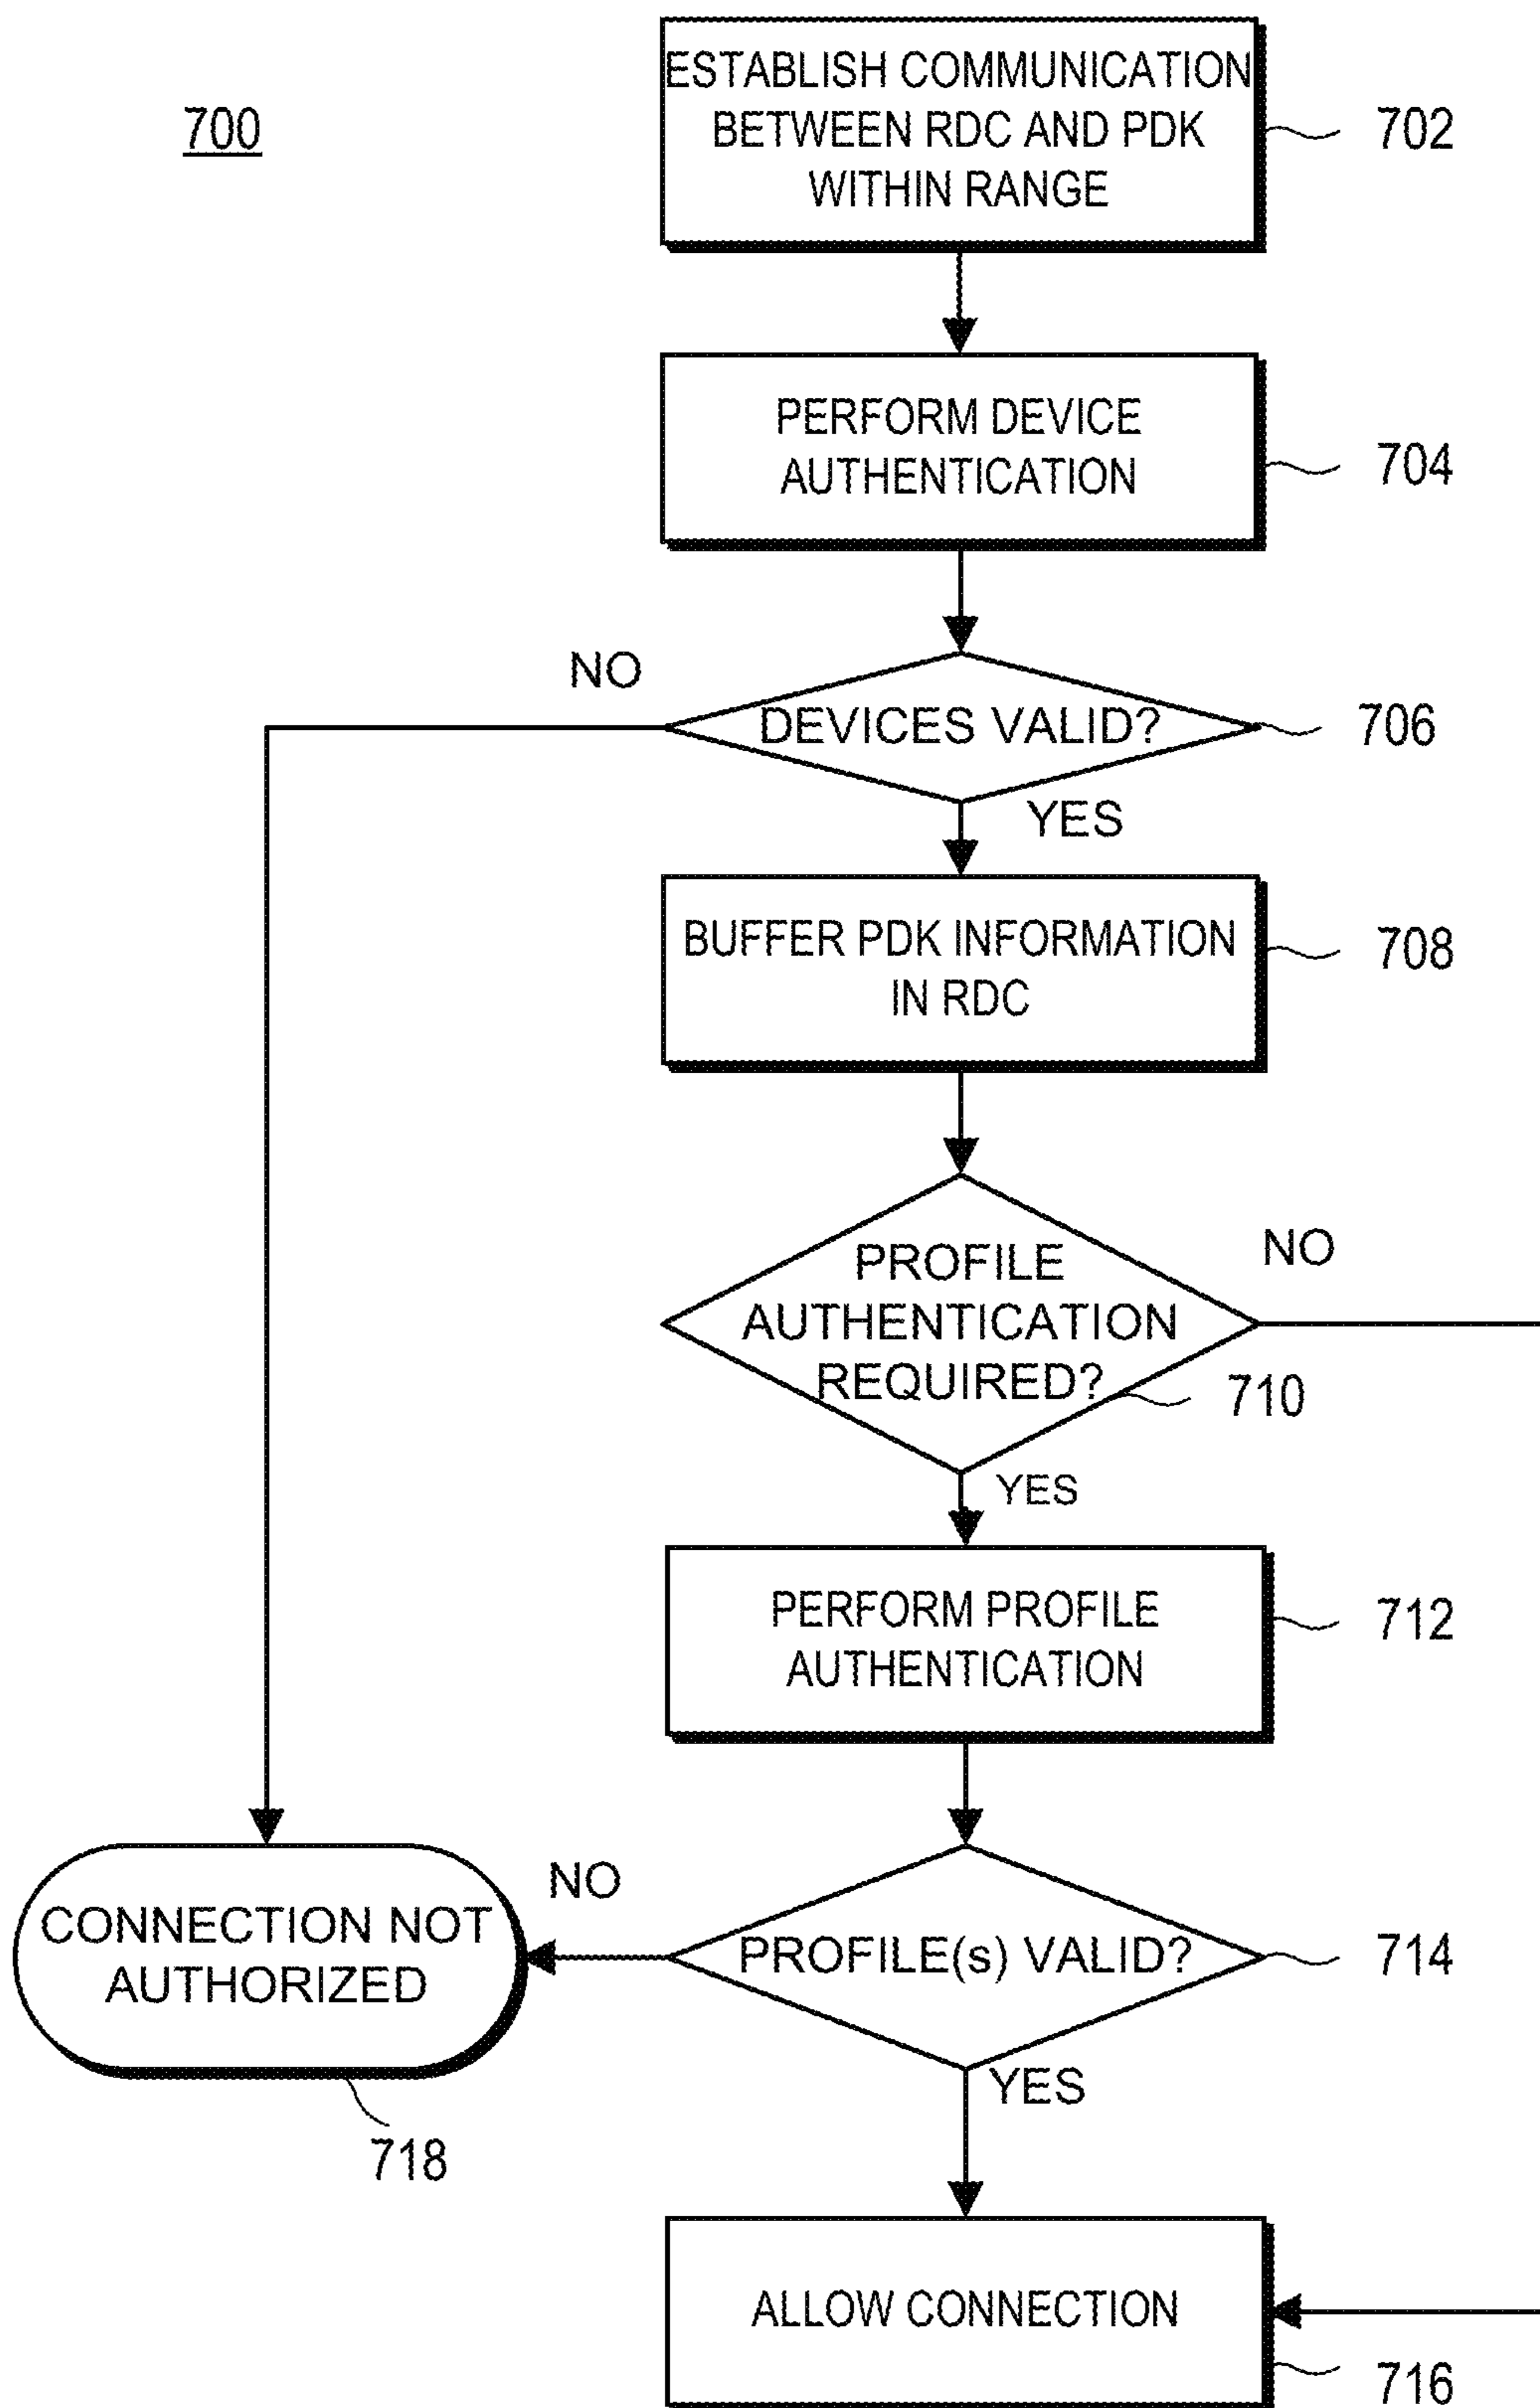 700
ESTABLISH COMMUNICATION
BETWEEN RDC AND PDK
WITHIN RANGE
702
PERFORM DEVICE
AUTHENTICATION
704
NO
DEVICES VALID?
706
YES
BUFFER PDK INFORMATION
IN RDC
708
PROFILE
AUTHENTICATION
REQUIRED?
NO
710
YES
PERFORM PROFILE
AUTHENTICATION
712
CONNECTION NOT
AUTHORIZED
NO
PROFILE(s) VALID?
714
718
YES
ALLOW CONNECTION
716